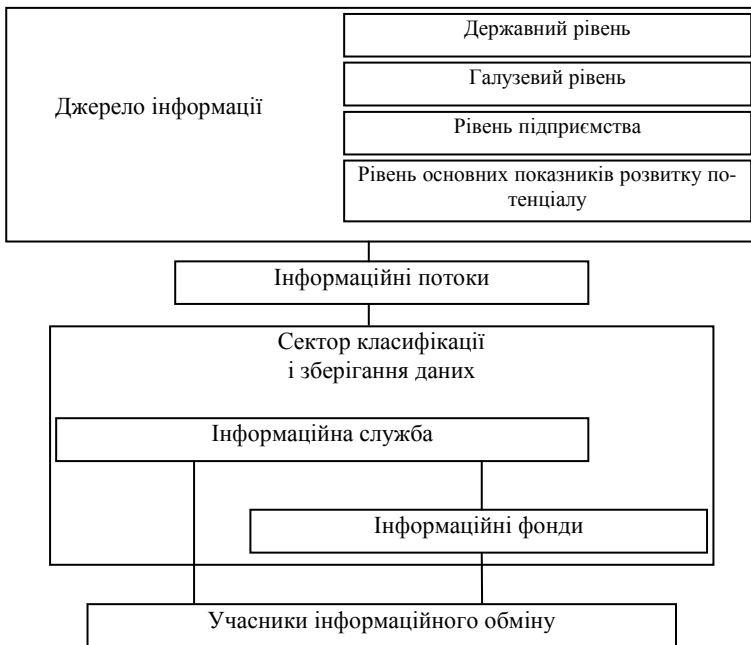 Державний рівень
Галузевий рівень
Джерело інформації
Рівень підприємства
Рівень основних показників розвитку по-
тенціалу
Інформаційні потоки
Сектор класифікації
і зберігання даних
Інформаційна служба
Інформаційні фонди
Учасники інформаційного обміну